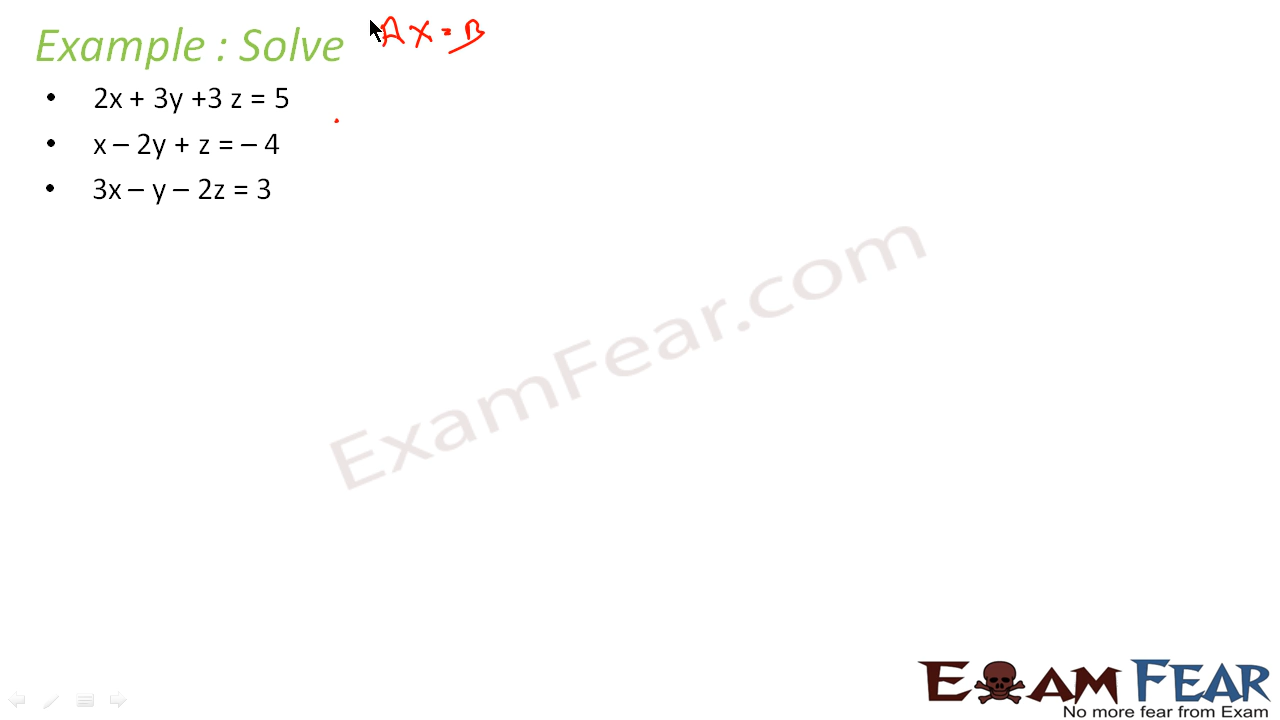 Example : Solve AX = B
• 2x + 3y +3 z = 5
• x – 2y + z = – 4
• 3x – y – 2z = 3
ExamFear.com
EXAM FEAR
No more fear from Exam